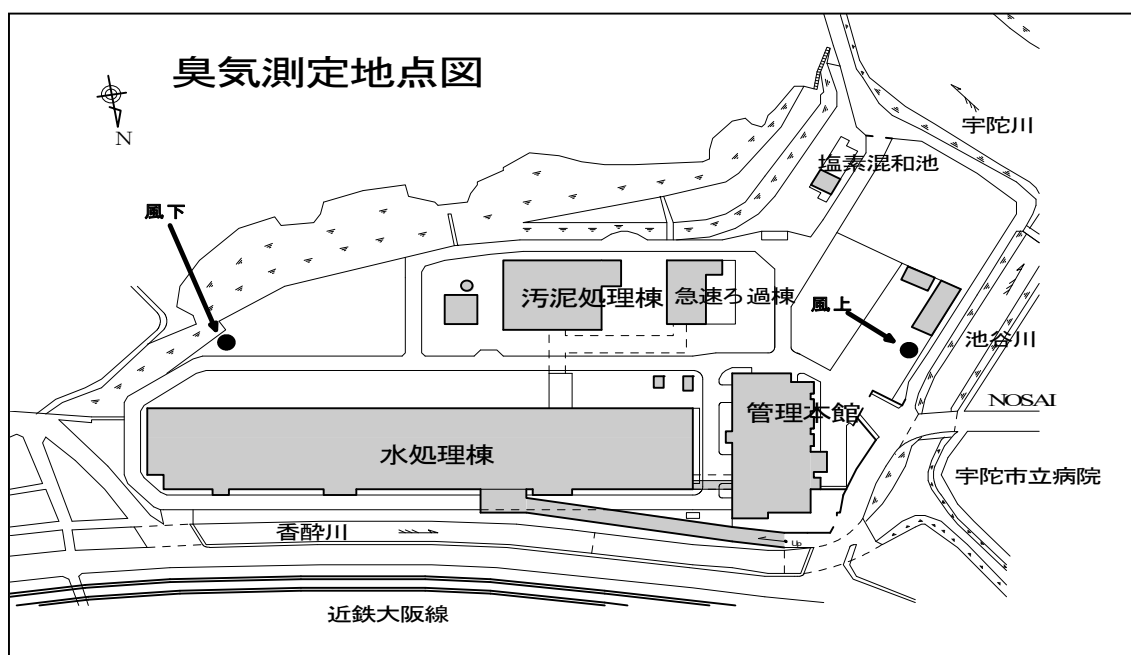 臭気測定地点図
N
宇陀川
塩素混和池
風下
汚泥処理棟
急速ろ過棟
風上
池谷川
NOSAI
管理本館
水処理棟
宇陀市立病院
香酔川
Up
近鉄大阪線